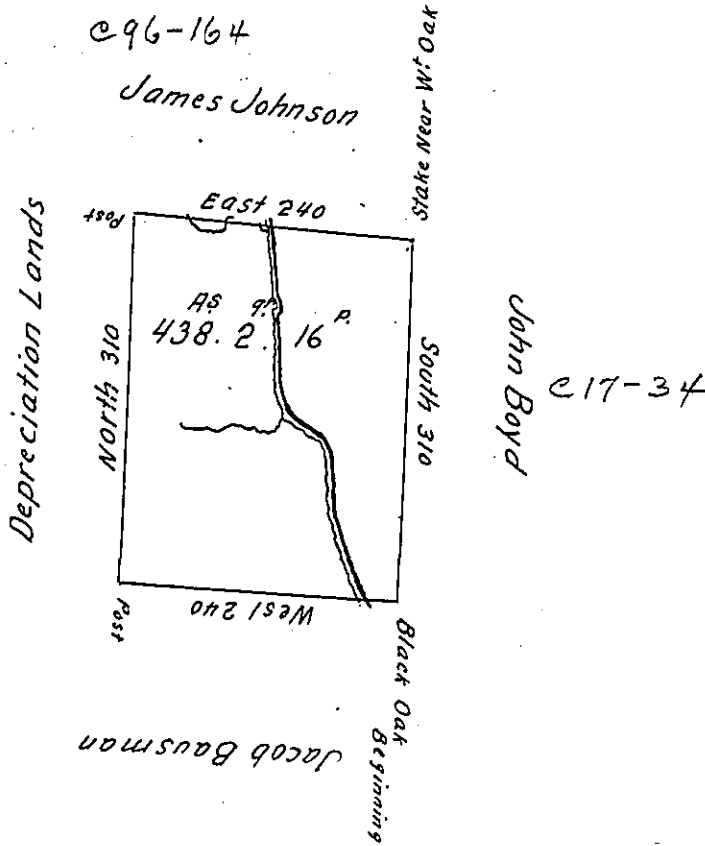 C96-164
James Johnson
Stake Near Wt. Oak
East 240
Post
Depreciation Lands
North 310
As. qr. P.
438. 2. 16
South 310
John Boyd
C17-34
West 240
Post
Black Oak
Beginning
Jacob Bausman